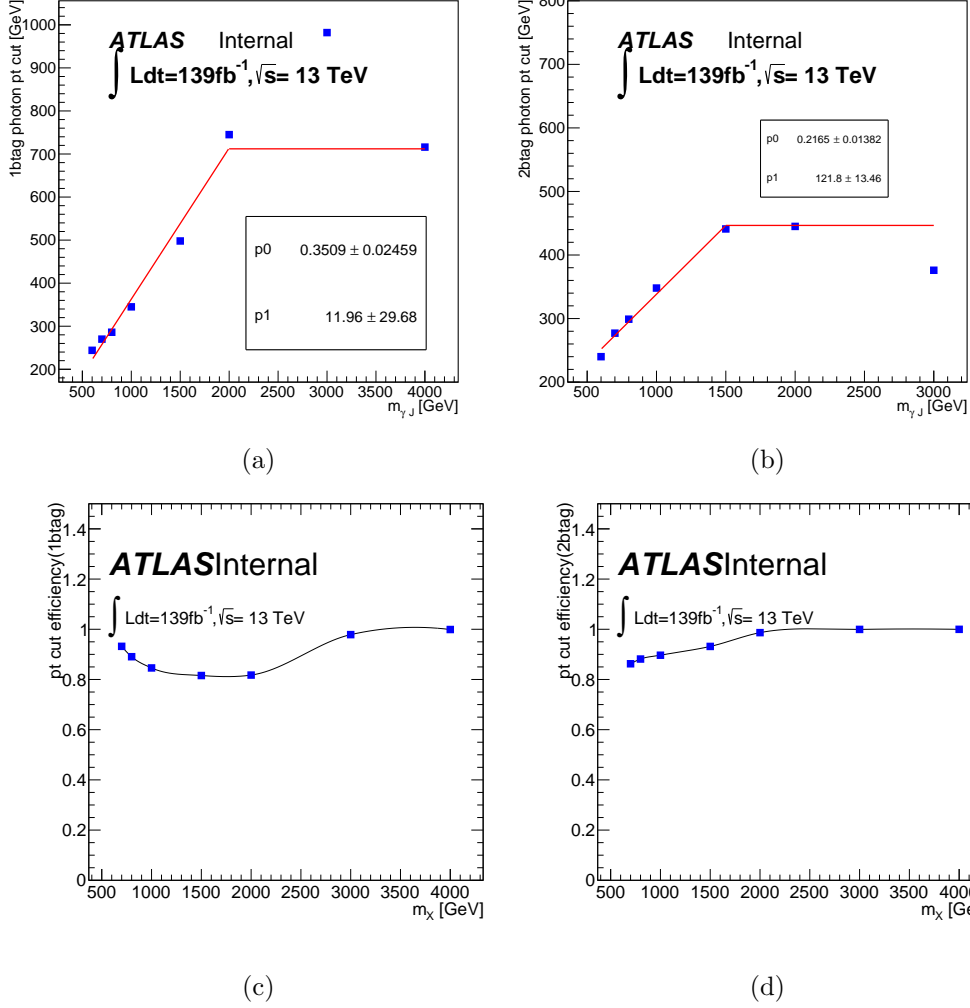 1btag photon pt cut [GeV]
1000
900
800
700
600
500
400
300
200
ATLAS Internal
∫ Ldt=139fb⁻¹,√s= 13 TeV
p0 0.3509 ± 0.02459
p1 11.96 ± 29.68
500 1000 1500 2000 2500 3000 3500 4000
m_γ J [GeV]
(a)
2btag photon pt cut [GeV]
800
700
600
500
400
300
200
ATLAS Internal
∫ Ldt=139fb⁻¹,√s= 13 TeV
p0 0.2165 ± 0.01382
p1 121.8 ± 13.46
500 1000 1500 2000 2500 3000
m_γ J [GeV]
(b)
pt cut efficiency(1btag)
1.4
1.2
1
0.8
0.6
0.4
0.2
0
ATLAS Internal
∫ Ldt=139fb⁻¹,√s= 13 TeV
500 1000 1500 2000 2500 3000 3500 4000
m_X [GeV]
(c)
pt cut efficiency(2btag)
1.4
1.2
1
0.8
0.6
0.4
0.2
0
ATLAS Internal
∫ Ldt=139fb⁻¹,√s= 13 TeV
500 1000 1500 2000 2500 3000 3500 4000
m_X [Ge
(d)